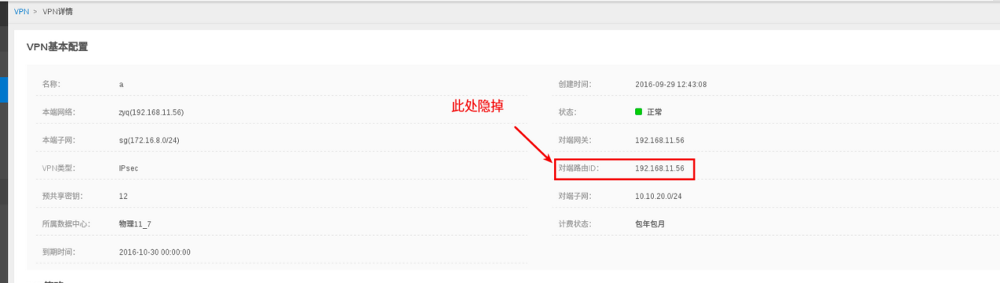 VPN > VPN详情
VPN基本配置
名称： a 创建时间： 2016-09-29 12:43:08
此处隐掉
本端网络： zyq(192.168.11.56) 状态： 正常
本端子网： sg(172.16.8.0/24) 对端网关： 192.168.11.56
VPN类型： IPsec 对端路由ID： 192.168.11.56
预共享密钥： 12 对端子网： 10.10.20.0/24
所属数据中心： 物理11_7 计费状态： 包年包月
到期时间： 2016-10-30 00:00:00